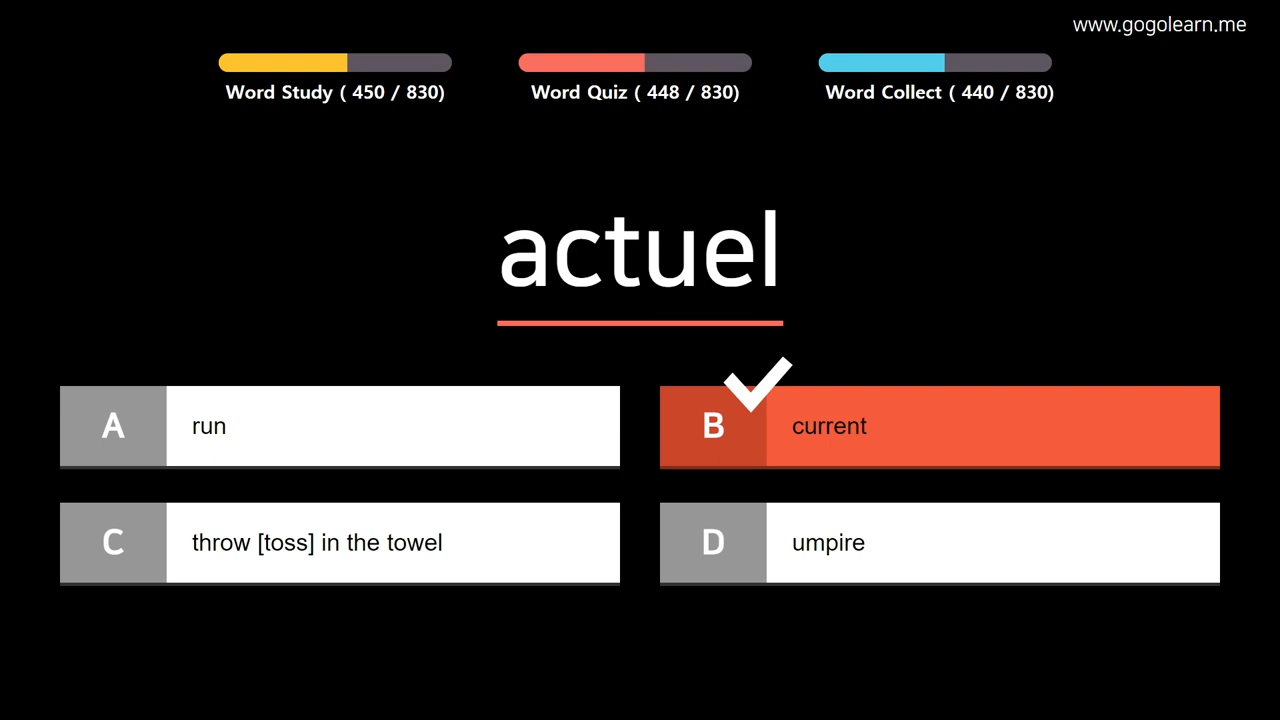 www.gogolearn.me
Word Study ( 450 / 830)
Word Quiz ( 448 / 830)
Word Collect ( 440 / 830)
actuel
A run
B current
C throw [toss] in the towel
D umpire